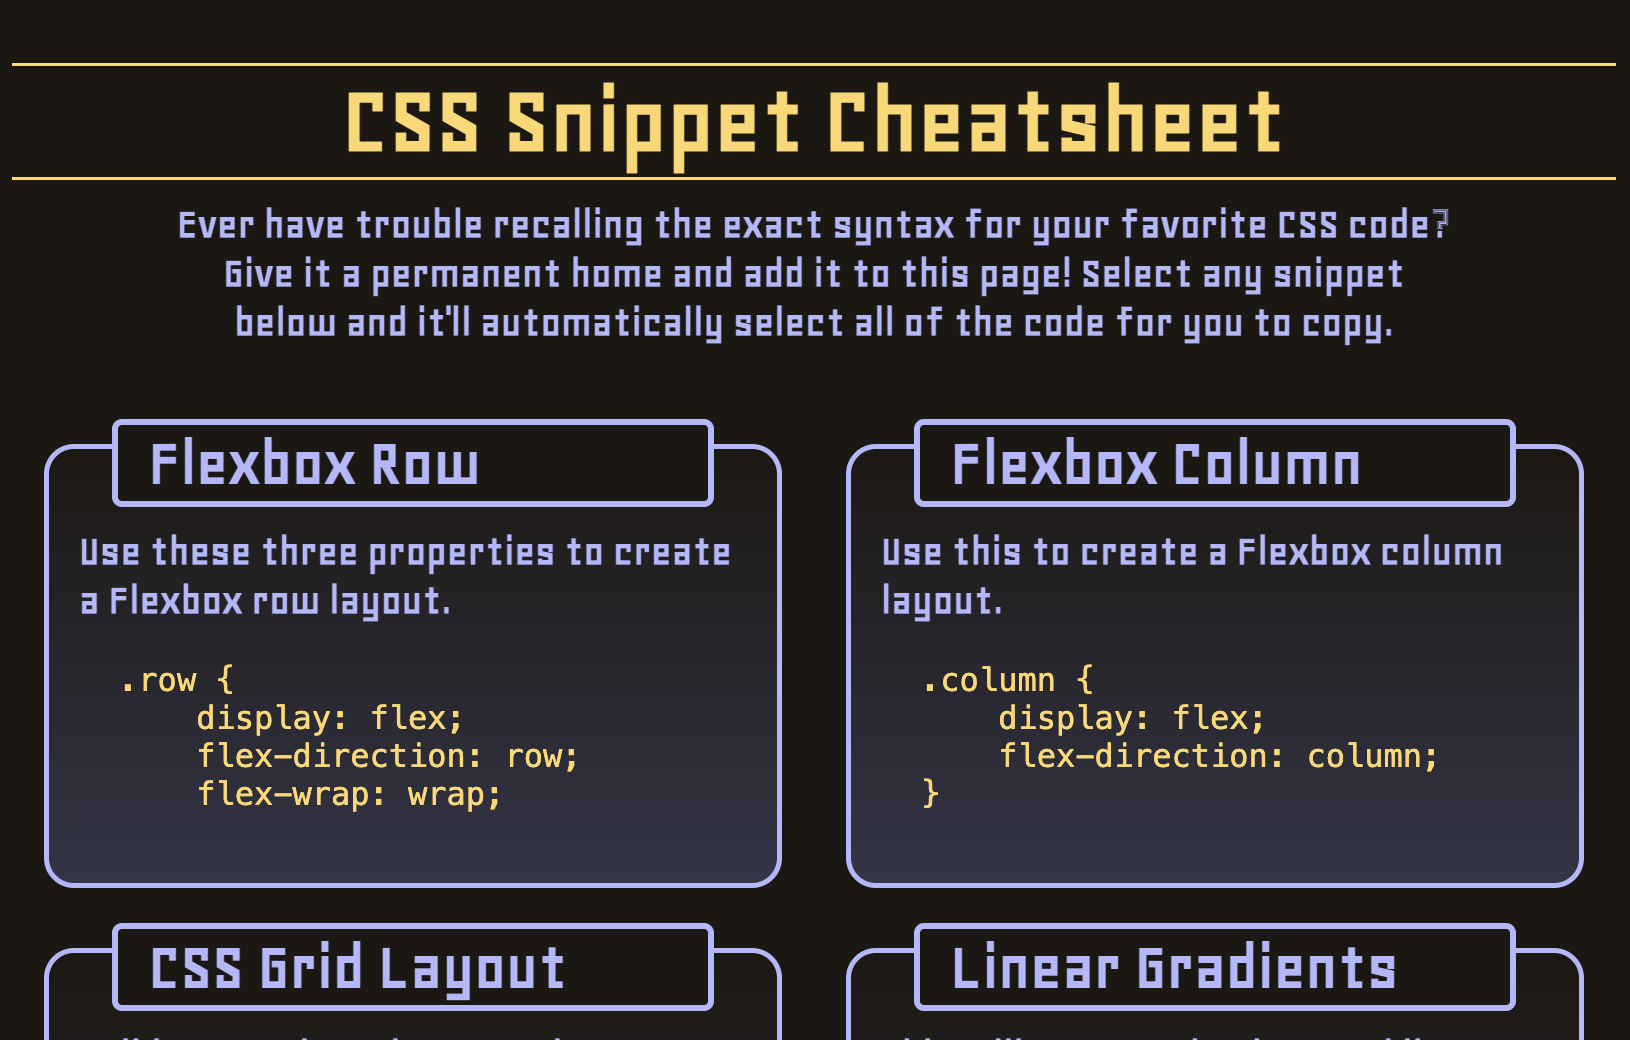 CSS Snippet Cheatsheet
Ever have trouble recalling the exact syntax for your favorite CSS code?
Give it a permanent home and add it to this page! Select any snippet
below and it'll automatically select all of the code for you to copy.
Flexbox Row
Use these three properties to create
a Flexbox row layout.
.row {
    display: flex;
    flex-direction: row;
    flex-wrap: wrap;
Flexbox Column
Use this to create a Flexbox column
layout.
.column {
    display: flex;
    flex-direction: column;
}
CSS Grid Layout
Linear Gradients